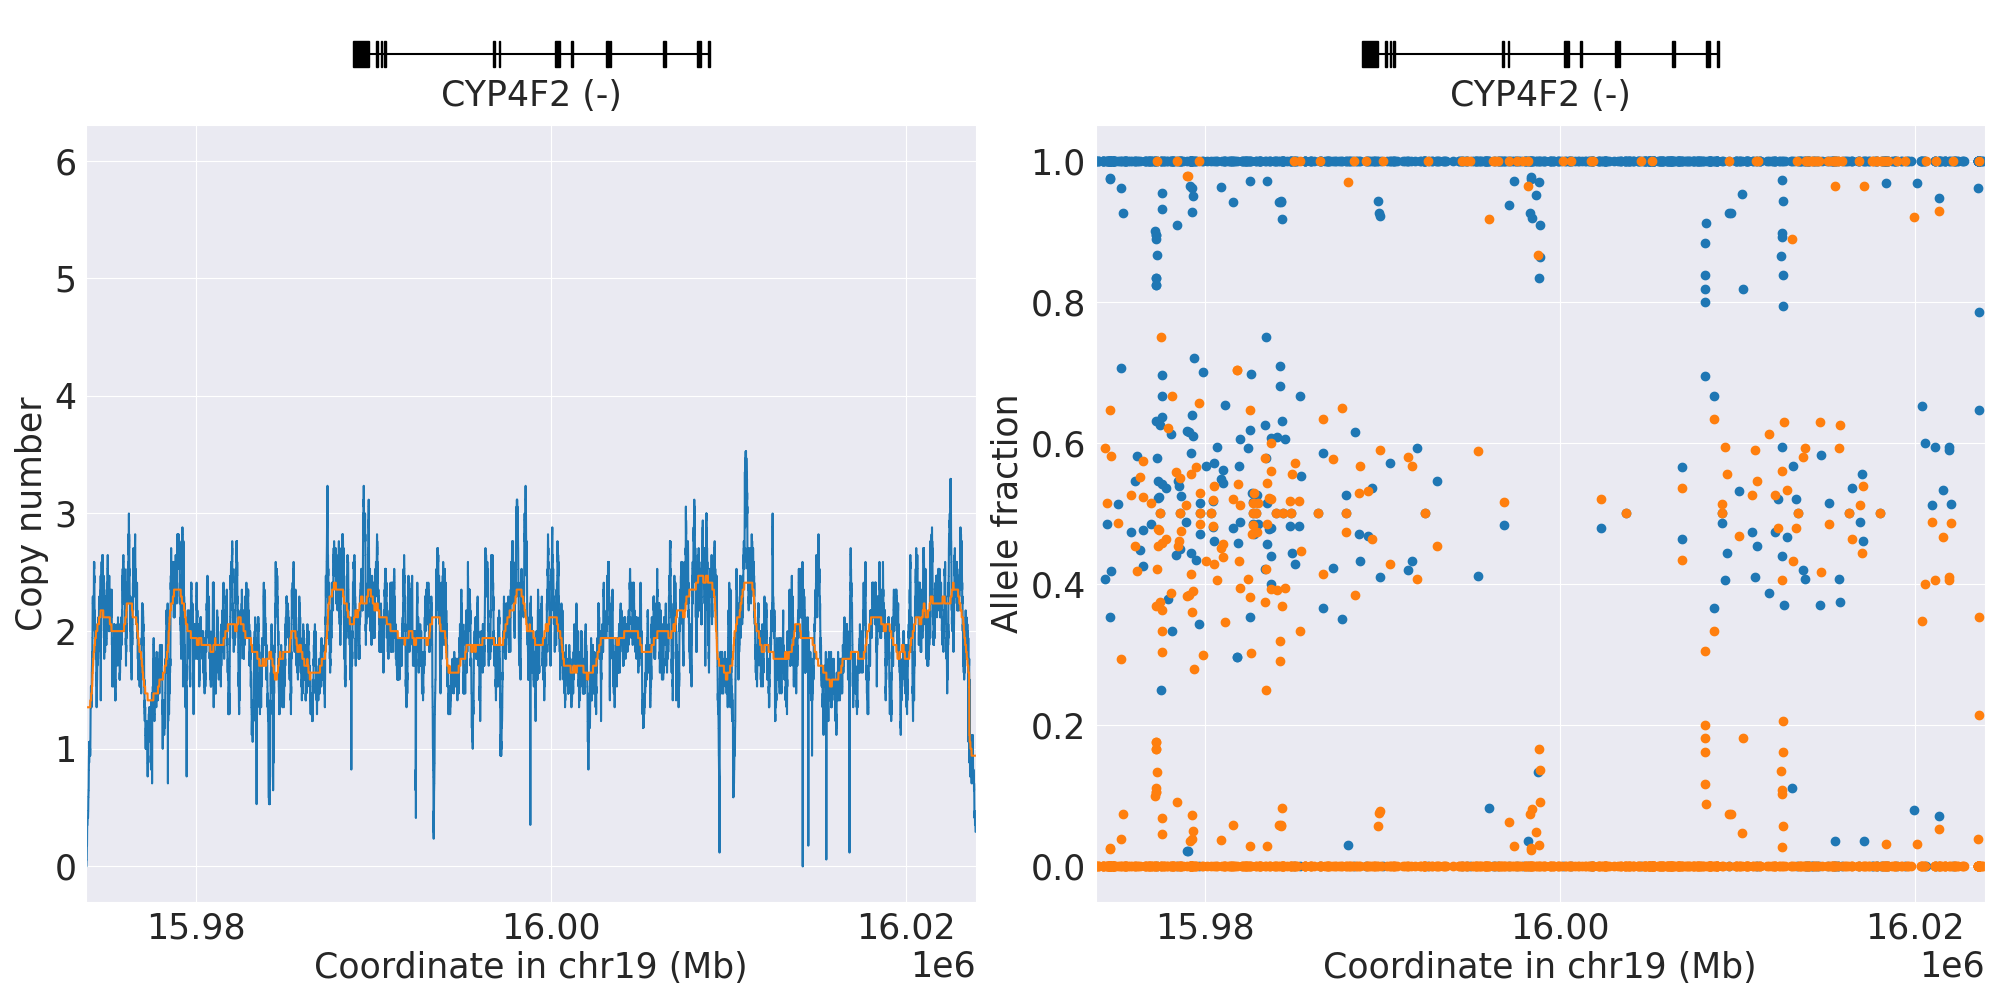 CYP4F2 (-)
6
5
4
3
2
1
0
Copy number
15.98
16.00
16.02
Coordinate in chr19 (Mb)
1e6
CYP4F2 (-)
1.0
0.8
0.6
0.4
0.2
0.0
Allele fraction
15.98
16.00
16.02
Coordinate in chr19 (Mb)
1e6